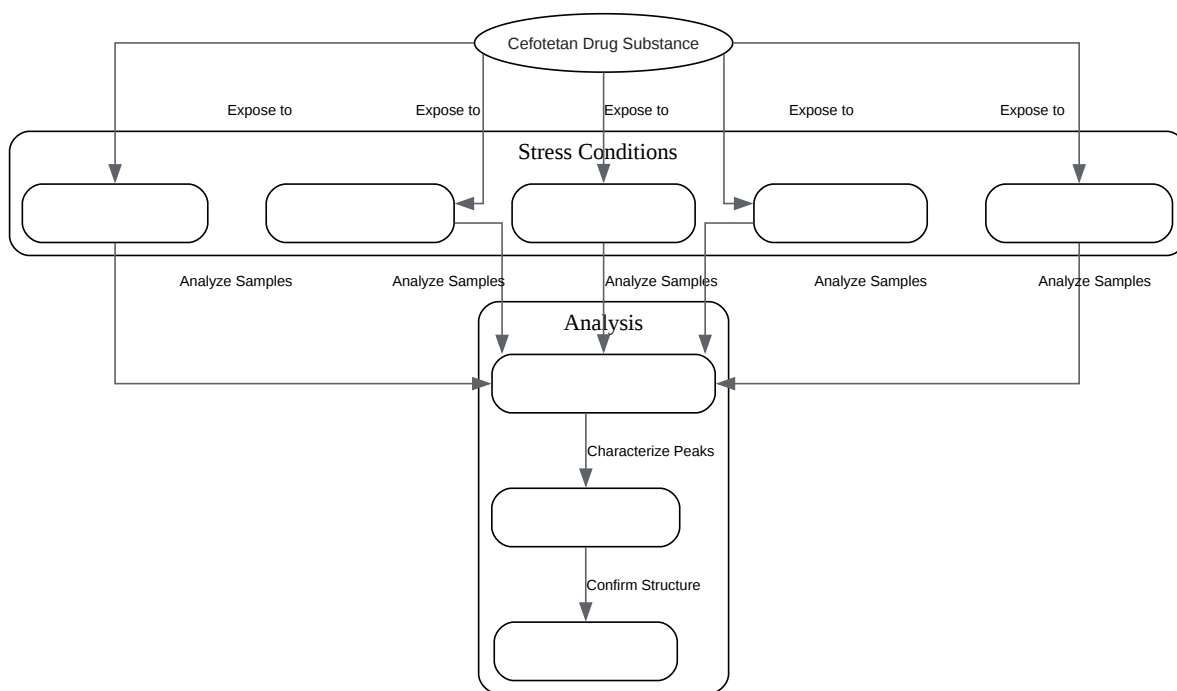 Cefotetan Drug Substance
Expose to
Expose to
Expose to
Expose to
Expose to
Stress Conditions
Analyze Samples
Analyze Samples
Analyze Samples
Analyze Samples
Analyze Samples
Analysis
Characterize Peaks
Confirm Structure